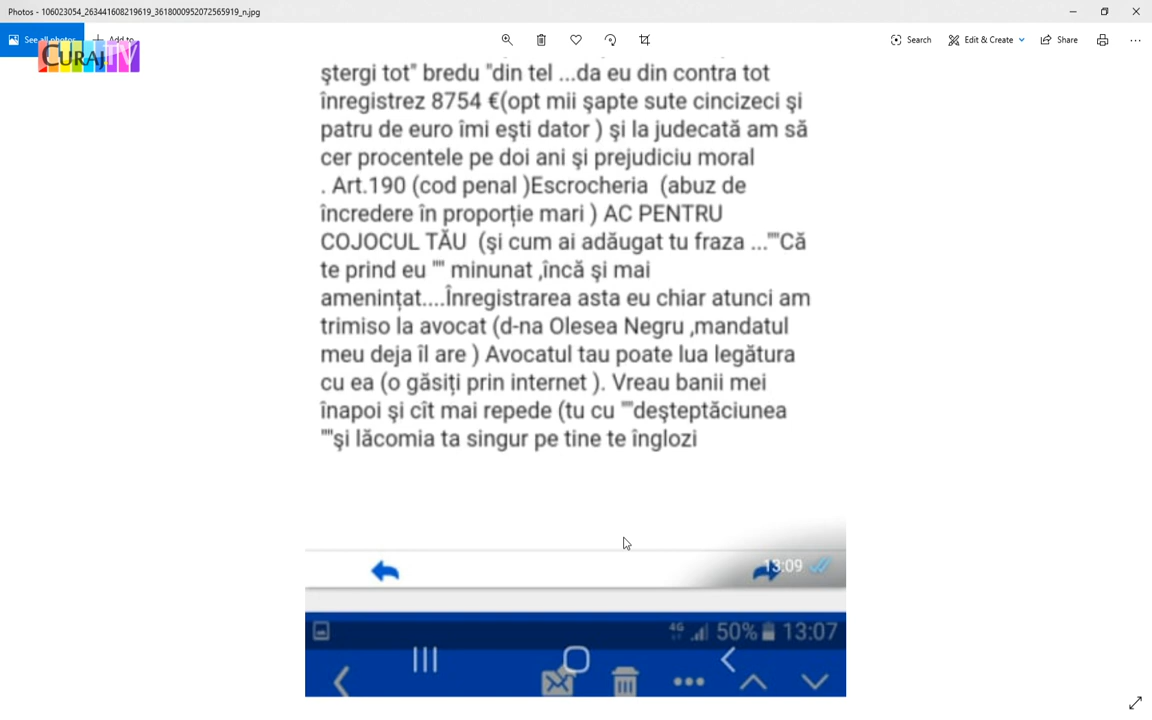 Photos - 106023054_263441608219619_3618000952072565919_n.jpg
See all photos
Add to
Search
Edit & Create
Share
CURAJ.TV
ştergi tot" bredu "din tel ...da eu din contra tot
înregistrez 8754 €(opt mii şapte sute cincizeci şi
patru de euro îmi eşti dator ) şi la judecată am să
cer procentele pe doi ani şi prejudiciu moral
. Art.190 (cod penal )Escrocheria (abuz de
încredere în proporție mari ) AC PENTRU
COJOCUL TĂU (şi cum ai adăugat tu fraza ...""Că
te prind eu "" minunat ,încă şi mai
amenințat....Înregistrarea asta eu chiar atunci am
trimiso la avocat (d-na Olesea Negru ,mandatul
meu deja îl are ) Avocatul tau poate lua legătura
cu ea (o găsiți prin internet ). Vreau banii mei
înapoi şi cît mai repede (tu cu ""deşteptăciunea
""şi lăcomia ta singur pe tine te înglozi
13:09
4G 50% 13:07